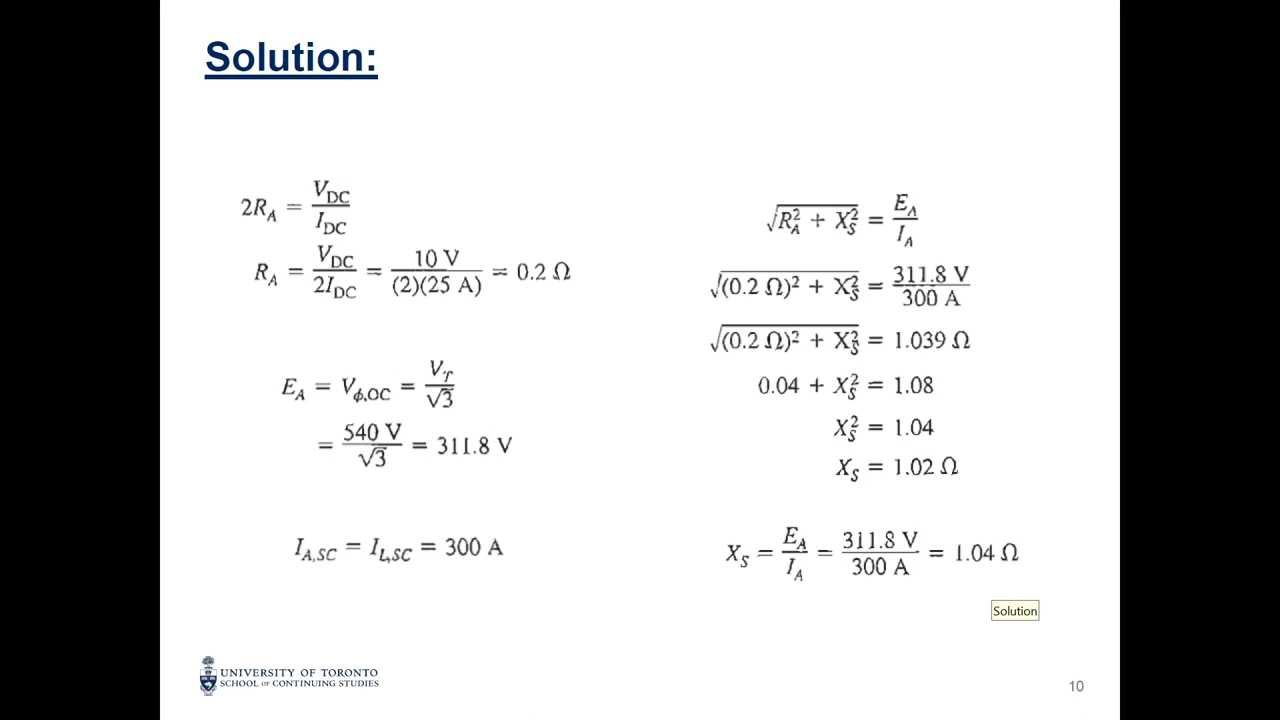 Solution:
2R_A = V_DC / I_DC
R_A = V_DC / 2I_DC = 10 V / (2)(25 A) = 0.2 Ω
E_A = V_ϕ,OC = V_T / √3
= 540 V / √3 = 311.8 V
I_A,SC = I_L,SC = 300 A
√(R_A² + X_S²) = E_A / I_A
√((0.2 Ω)² + X_S²) = 311.8 V / 300 A
√((0.2 Ω)² + X_S²) = 1.039 Ω
0.04 + X_S² = 1.08
X_S² = 1.04
X_S = 1.02 Ω
X_S = E_A / I_A = 311.8 V / 300 A = 1.04 Ω
Solution
UNIVERSITY OF TORONTO
SCHOOL OF CONTINUING STUDIES
10